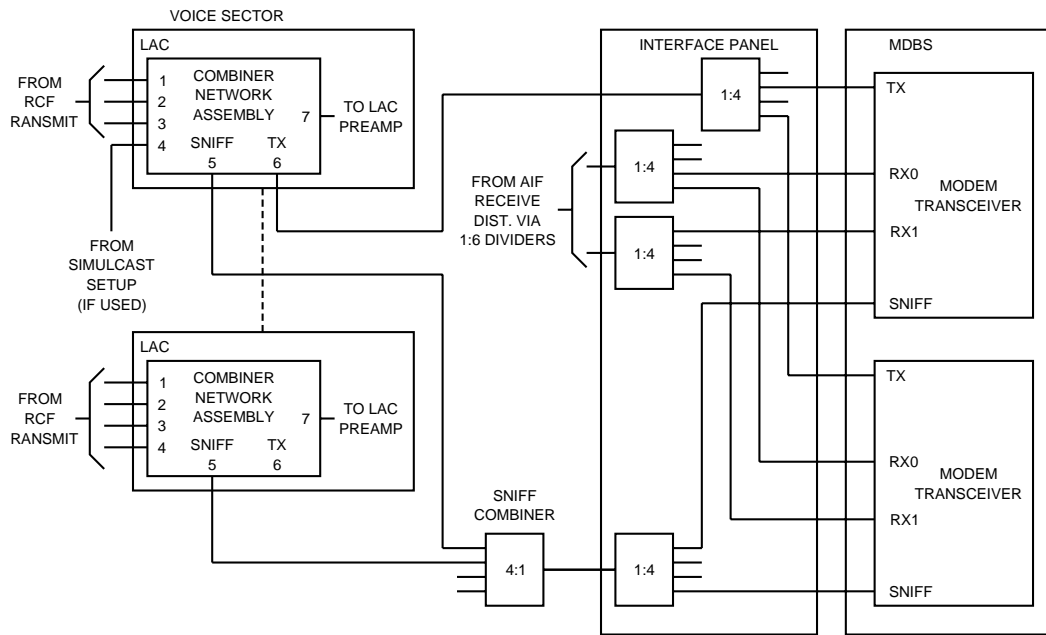 VOICE SECTOR
LAC
FROM
RCF
RANSMIT
1
2
3
4
COMBINER
NETWORK
ASSEMBLY
7
SNIFF
5
TX
6
TO LAC
PREAMP
FROM
SIMULCAST
SETUP
(IF USED)
LAC
FROM
RCF
RANSMIT
1
2
3
4
COMBINER
NETWORK
ASSEMBLY
7
SNIFF
5
TX
6
TO LAC
PREAMP
SNIFF
COMBINER
4:1
INTERFACE PANEL
1:4
1:4
FROM AIF
RECEIVE
DIST. VIA
1:6 DIVIDERS
1:4
1:4
MDBS
TX
RX0
MODEM
TRANSCEIVER
RX1
SNIFF
TX
RX0
MODEM
TRANSCEIVER
RX1
SNIFF